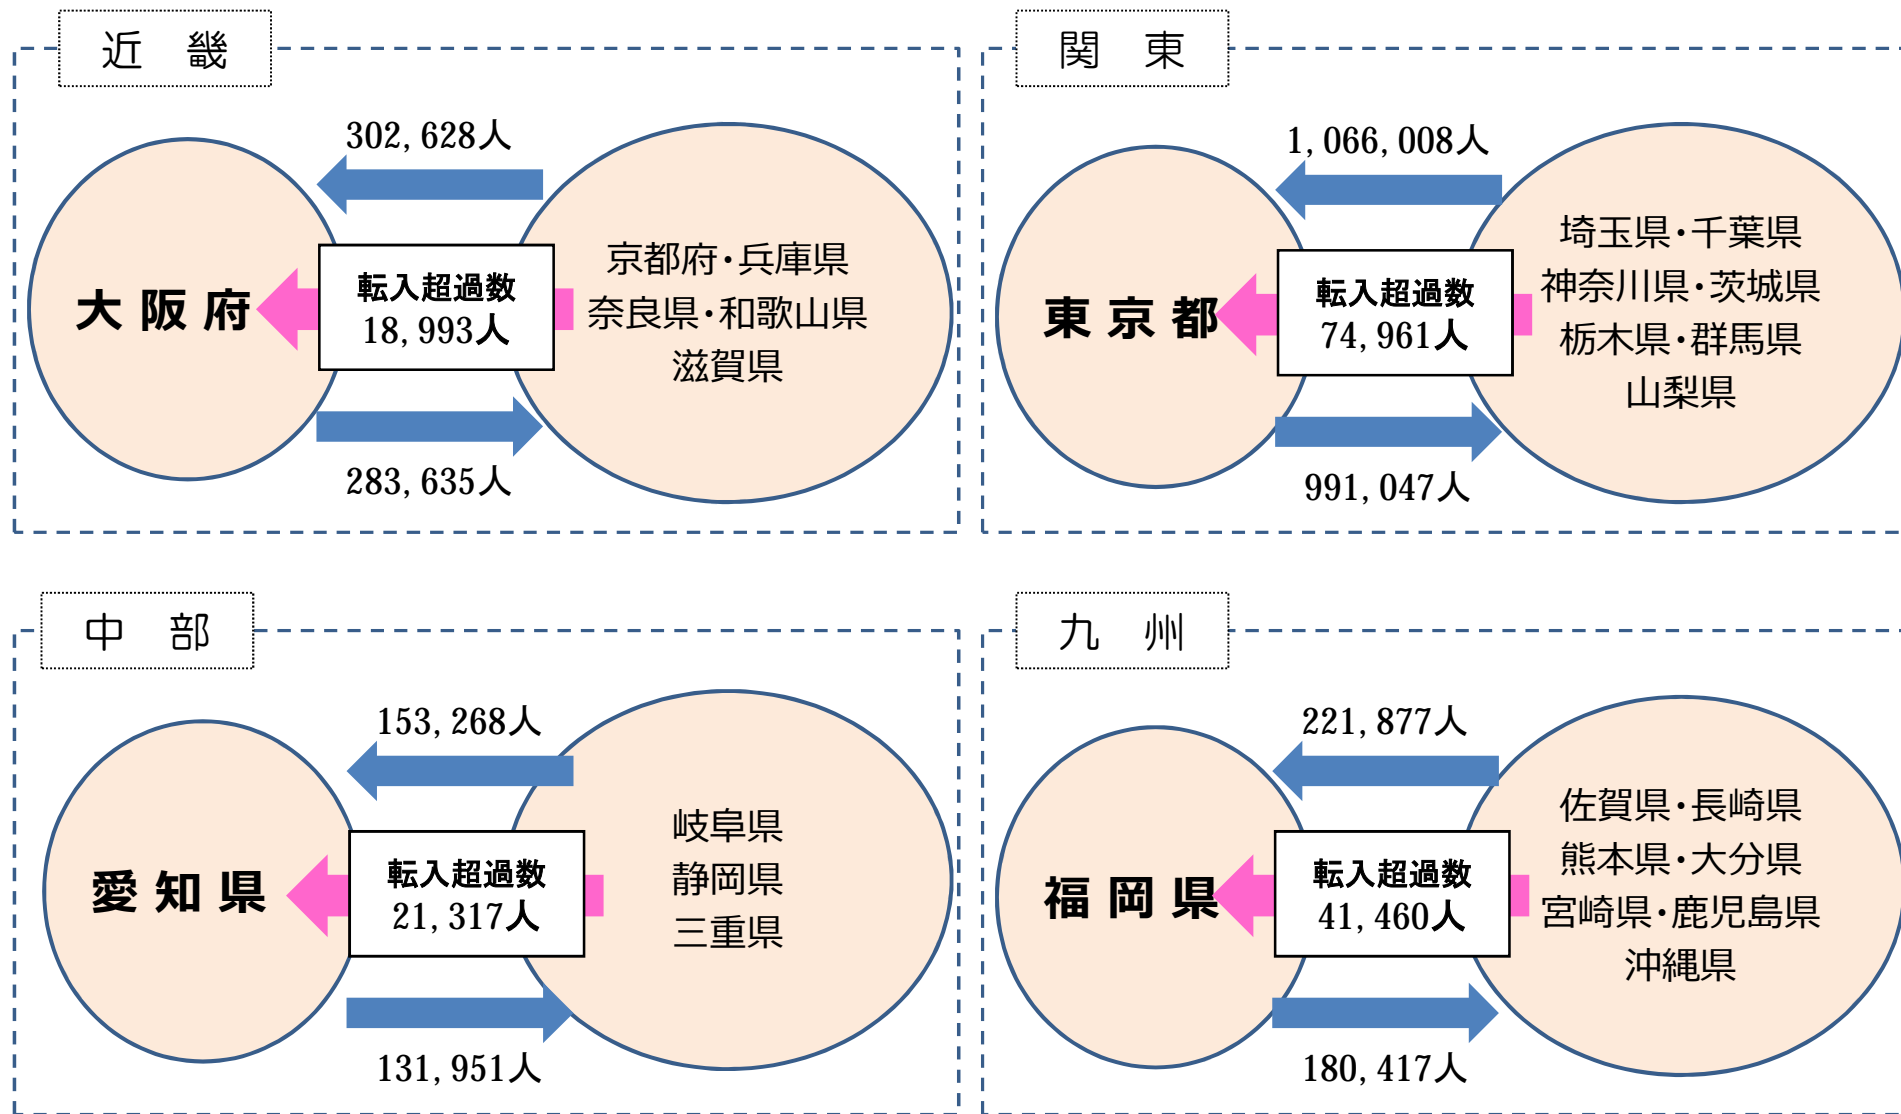 近　畿
302,628人
大阪府
転入超過数
18,993人
京都府・兵庫県
奈良県・和歌山県
滋賀県
283,635人
関　東
1,066,008人
東京都
転入超過数
74,961人
埼玉県・千葉県
神奈川県・茨城県
栃木県・群馬県
山梨県
991,047人
中　部
153,268人
愛知県
転入超過数
21,317人
岐阜県
静岡県
三重県
131,951人
九　州
221,877人
福岡県
転入超過数
41,460人
佐賀県・長崎県
熊本県・大分県
宮崎県・鹿児島県
沖縄県
180,417人